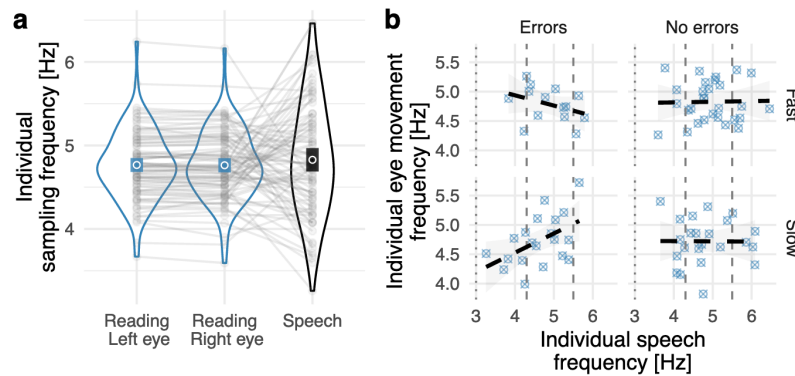 a
Individual
sampling frequency [Hz]
6
5
4
Reading
Left eye
Reading
Right eye
Speech
b
Errors
No errors
Individual eye movement
frequency [Hz]
5.5
5.0
4.5
4.0
Fast
5.5
5.0
4.5
4.0
Slow
3
4
5
6
3
4
5
6
Individual speech
frequency [Hz]